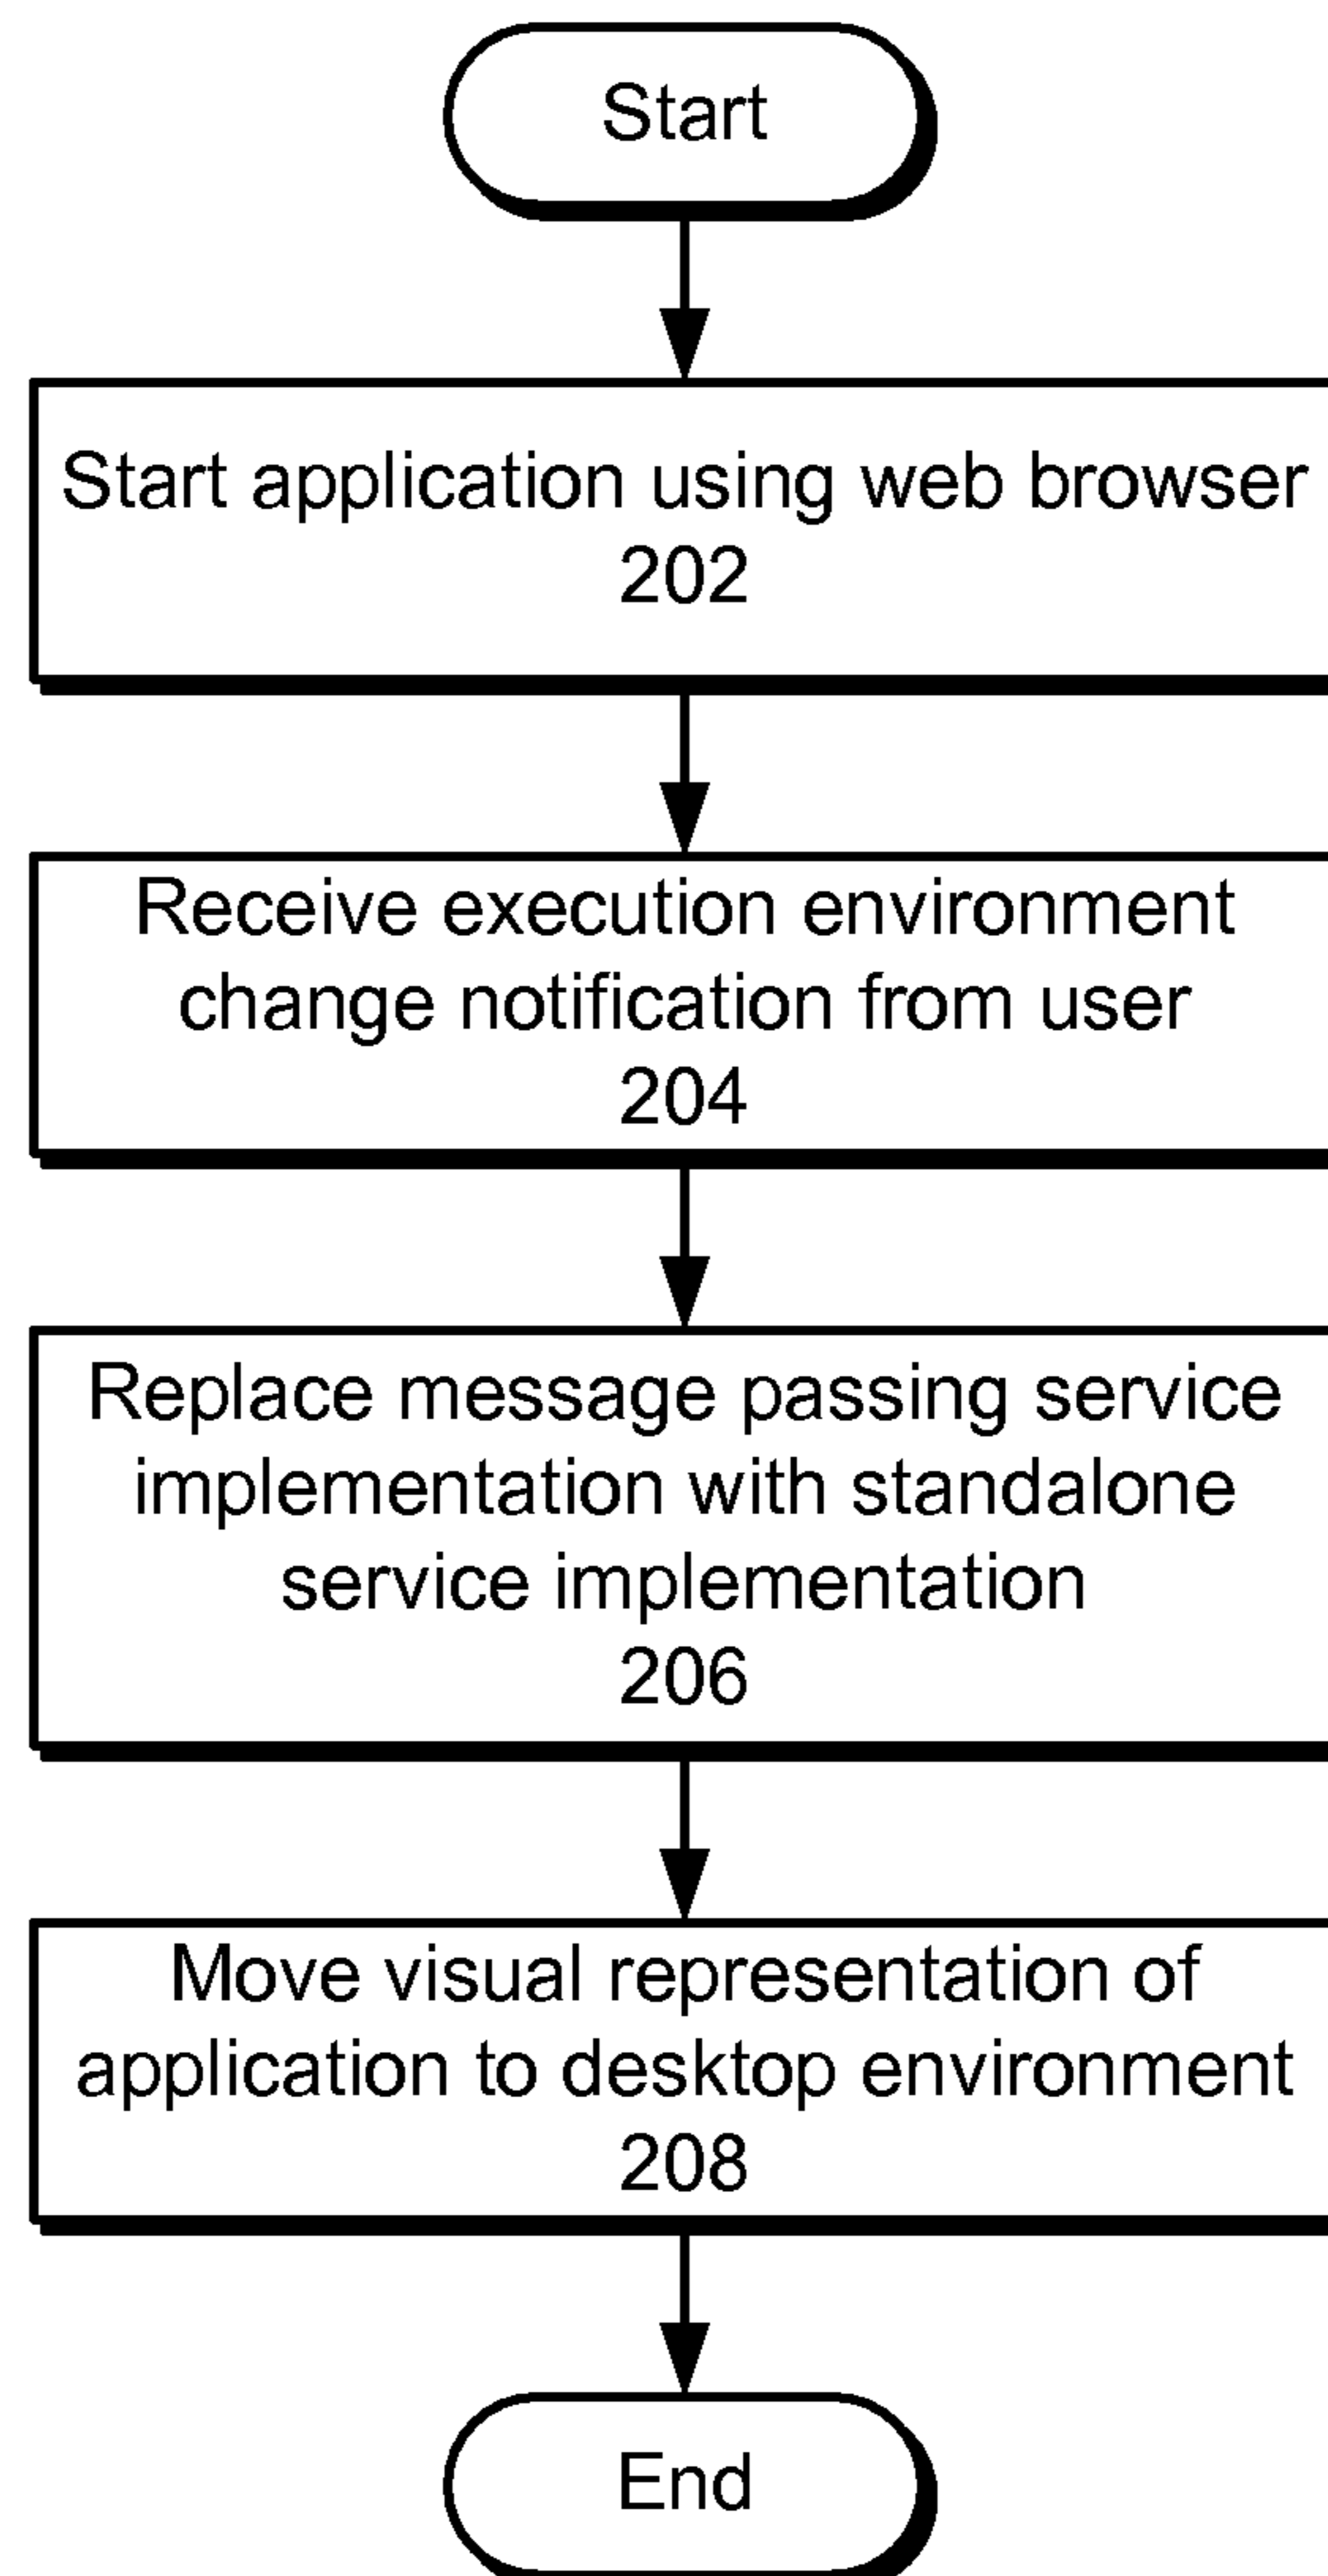 Start
Start application using web browser
202
Receive execution environment
change notification from user
204
Replace message passing service
implementation with standalone
service implementation
206
Move visual representation of
application to desktop environment
208
End